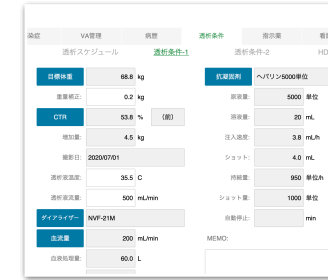 染症 VA管理 病歴 透析条件 指示薬 看護
透析スケジュール 透析条件-1 透析条件-2 HD
目標体重 68.8 kg 抗凝固剤 ヘパリン5000単位
重量補正: 0.2 kg 原液量: 5000 単位
CTR 53.8 % (前) 溶液量: 20 mL
増加量: 4.5 kg 注入速度: 3.8 mL/h
撮影日: 2020/07/01 ショット: 4.0 mL
透析液温度: 35.5 C 持続量: 950 単位/h
透析液流量: 500 mL/min ショット量: 1000 単位
ダイアライザー NVF-21M 自動停止: min
血流量 200 mL/min MEMO:
血液処理量: 60.0 L